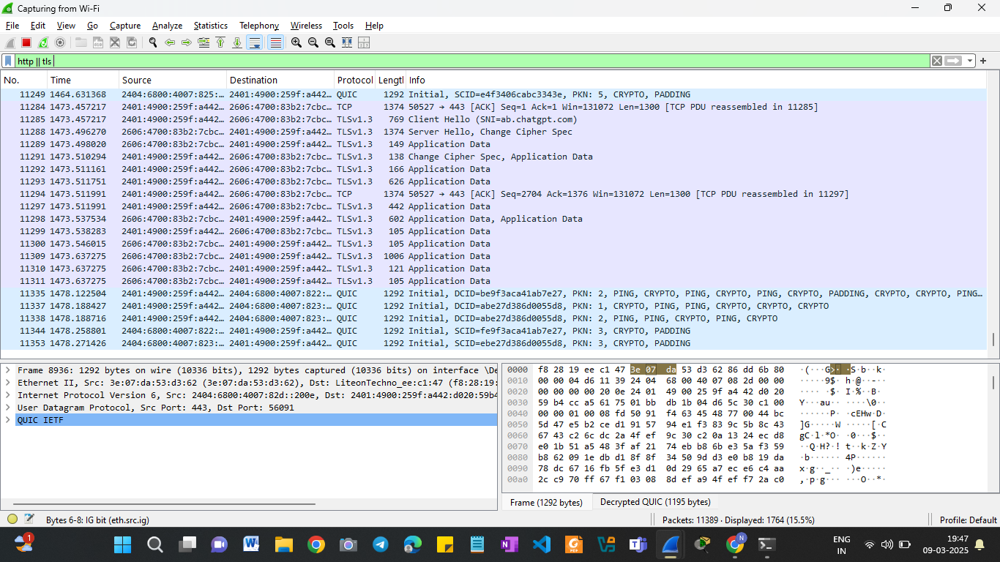 Capturing from Wi-Fi
File Edit View Go Capture Analyze Statistics Telephony Wireless Tools Help
http || tls
No. Time Source Destination Protocol Lengtl Info
11249 1464.631368 2404:6800:4007:825:… 2401:4900:259f:a442… QUIC 1292 Initial, SCID=e4f3406cabc3343e, PKN: 5, CRYPTO, PADDING
11284 1473.457217 2401:4900:259f:a442… 2606:4700:83b2:7cbc… TCP 1374 50527 → 443 [ACK] Seq=1 Ack=1 Win=131072 Len=1300 [TCP PDU reassembled in 11285]
11285 1473.457217 2401:4900:259f:a442… 2606:4700:83b2:7cbc… TLSv1.3 769 Client Hello (SNI=ab.chatgpt.com)
11288 1473.496270 2606:4700:83b2:7cbc… 2401:4900:259f:a442… TLSv1.3 1374 Server Hello, Change Cipher Spec
11289 1473.498020 2606:4700:83b2:7cbc… 2401:4900:259f:a442… TLSv1.3 149 Application Data
11291 1473.510294 2401:4900:259f:a442… 2606:4700:83b2:7cbc… TLSv1.3 138 Change Cipher Spec, Application Data
11292 1473.511161 2401:4900:259f:a442… 2606:4700:83b2:7cbc… TLSv1.3 166 Application Data
11293 1473.511751 2401:4900:259f:a442… 2606:4700:83b2:7cbc… TLSv1.3 626 Application Data
11294 1473.511991 2401:4900:259f:a442… 2606:4700:83b2:7cbc… TCP 1374 50527 → 443 [ACK] Seq=2704 Ack=1376 Win=131072 Len=1300 [TCP PDU reassembled in 11297]
11297 1473.511991 2401:4900:259f:a442… 2606:4700:83b2:7cbc… TLSv1.3 442 Application Data
11298 1473.537534 2606:4700:83b2:7cbc… 2401:4900:259f:a442… TLSv1.3 602 Application Data, Application Data
11299 1473.538283 2401:4900:259f:a442… 2606:4700:83b2:7cbc… TLSv1.3 105 Application Data
11300 1473.546015 2606:4700:83b2:7cbc… 2401:4900:259f:a442… TLSv1.3 105 Application Data
11309 1473.637275 2606:4700:83b2:7cbc… 2401:4900:259f:a442… TLSv1.3 1006 Application Data
11310 1473.637275 2606:4700:83b2:7cbc… 2401:4900:259f:a442… TLSv1.3 121 Application Data
11311 1473.637275 2606:4700:83b2:7cbc… 2401:4900:259f:a442… TLSv1.3 105 Application Data
11335 1478.122504 2401:4900:259f:a442… 2404:6800:4007:822:… QUIC 1292 Initial, DCID=be9f3aca41ab7e27, PKN: 2, PING, CRYPTO, PING, CRYPTO, PING, CRYPTO, PADDING, CRYPTO, CRYPTO, PING…
11337 1478.188427 2401:4900:259f:a442… 2404:6800:4007:823:… QUIC 1292 Initial, DCID=abe27d386d0055d8, PKN: 1, CRYPTO, PING, PING, CRYPTO, CRYPTO, CRYPTO
11338 1478.188716 2401:4900:259f:a442… 2404:6800:4007:823:… QUIC 1292 Initial, DCID=abe27d386d0055d8, PKN: 2, PING, PING, CRYPTO, PING, CRYPTO
11344 1478.258801 2404:6800:4007:822:… 2401:4900:259f:a442… QUIC 1292 Initial, SCID=fe9f3aca41ab7e27, PKN: 3, CRYPTO, PADDING
11353 1478.271426 2404:6800:4007:823:… 2401:4900:259f:a442… QUIC 1292 Initial, SCID=ebe27d386d0055d8, PKN: 3, CRYPTO, PADDING
Frame 8936: 1292 bytes on wire (10336 bits), 1292 bytes captured (10336 bits) on interface \De
Ethernet II, Src: 3e:07:da:53:d3:62 (3e:07:da:53:d3:62), Dst: LiteonTechno_ee:c1:47 (f8:28:19:
Internet Protocol Version 6, Src: 2404:6800:4007:82d::200e, Dst: 2401:4900:259f:a442:d020:59b4
User Datagram Protocol, Src Port: 443, Dst Port: 56091
QUIC IETF
0000 f8 28 19 ee c1 47 3e 07 da 53 d3 62 86 dd 6b 80 ·(···G>· ·S·b··k·
0010 00 00 04 d6 11 39 24 04 68 00 40 07 08 2d 00 00 ·····9$· h·@··-··
0020 00 00 00 00 20 0e 24 01 49 00 25 9f a4 42 d0 20 ···· ·$· I·%··B·
0030 59 b4 cc a5 61 75 01 bb db 1b 04 d6 5c 30 c1 00 Y···au·· ····\0··
0040 00 00 01 00 08 fd 50 91 f4 63 45 48 77 00 44 bc ······P· ·cEHw·D·
0050 5d 47 e5 b2 ce d1 91 57 94 e1 f3 83 9c 5b 8c 43 ]G·····W ·····[·C
0060 67 43 c2 6c dc 2a 4f ef 9c 30 c2 0a 13 24 ec d8 gC·l·*O· ·0···$··
0070 e0 1b 51 a5 48 3f af 21 74 eb b8 6b e3 5a f3 59 ··Q·H?·! t··k·Z·Y
0080 b8 62 09 1e db d1 8f 8f 34 50 9d d3 e0 b8 19 da ·b······ 4P······
0090 78 dc 67 16 fb 5f e3 d1 0d 29 65 a7 ec e6 c4 aa x·g··_·· ·)e·····
00a0 2c c9 70 ff 67 f1 03 08 8d ef a9 4f ef f7 2a c0 ,·p·g··· ···O··*·
Frame (1292 bytes) Decrypted QUIC (1195 bytes)
Bytes 6-8: IG bit (eth.src.ig) Packets: 11389 · Displayed: 1764 (15.5%) Profile: Default
ENG
IN
19:47
09-03-2025